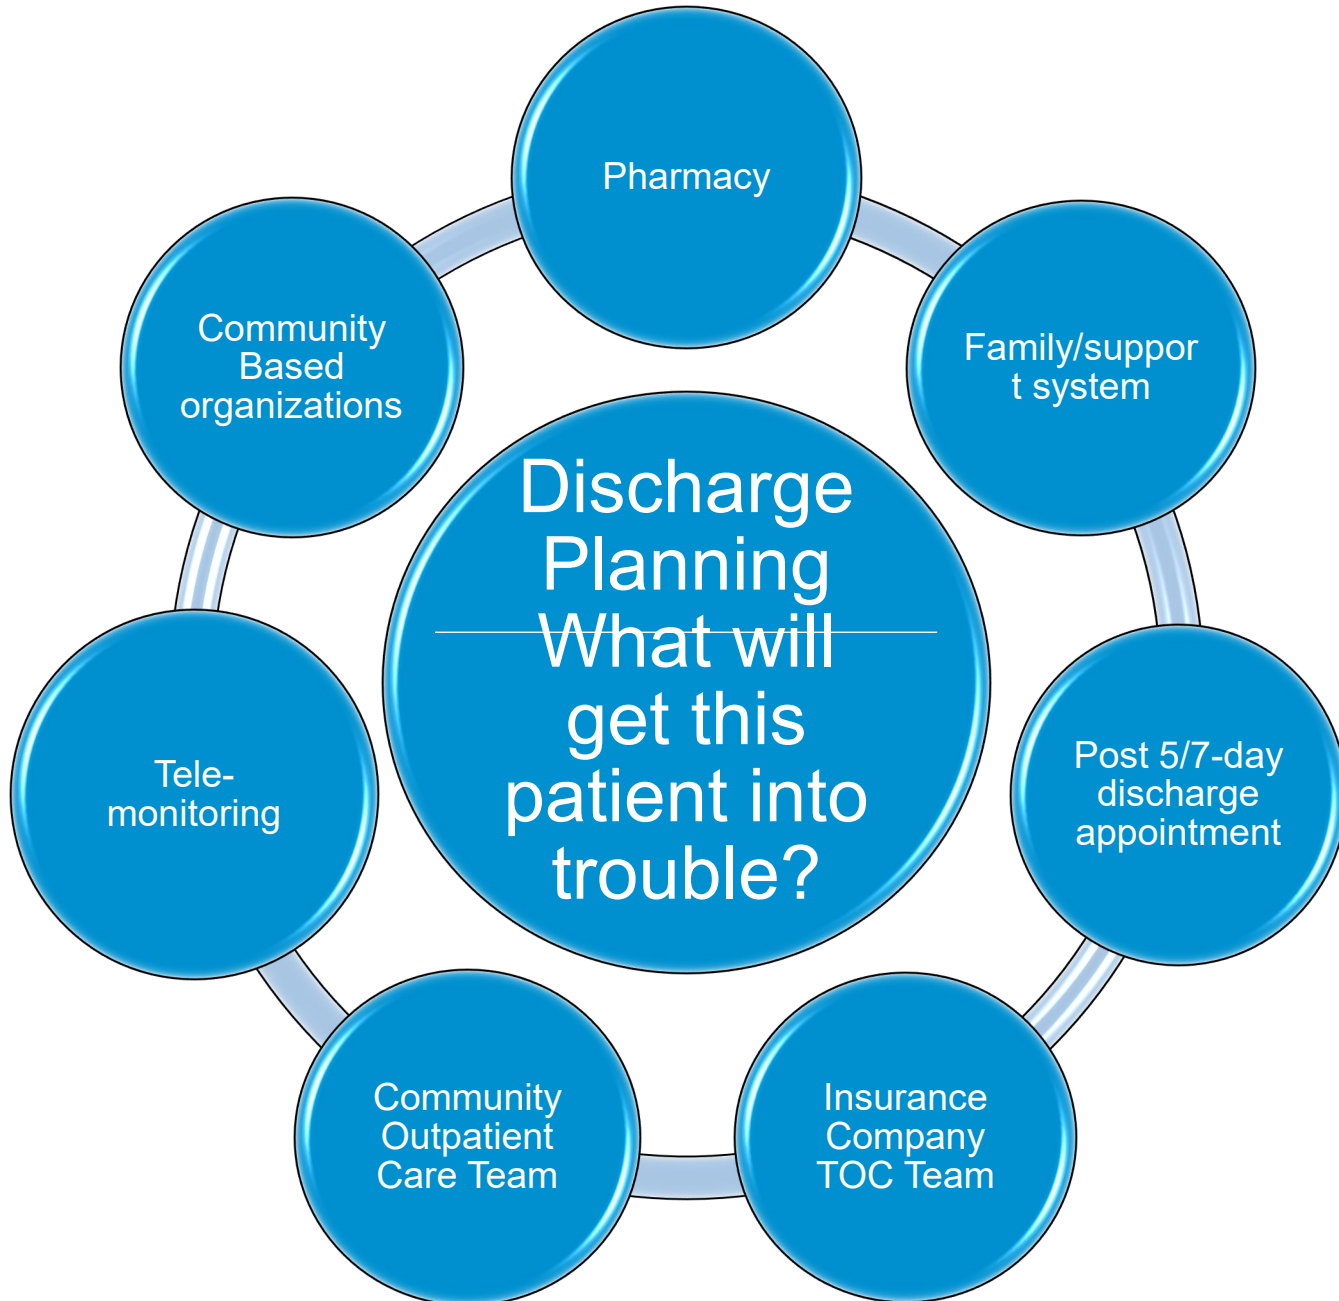 Pharmacy
Family/suppor
t system
Post 5/7-day
discharge
appointment
Insurance
Company
TOC Team
Community
Outpatient
Care Team
Tele-
monitoring
Community
Based
organizations
Discharge
Planning
What will
get this
patient into
trouble?